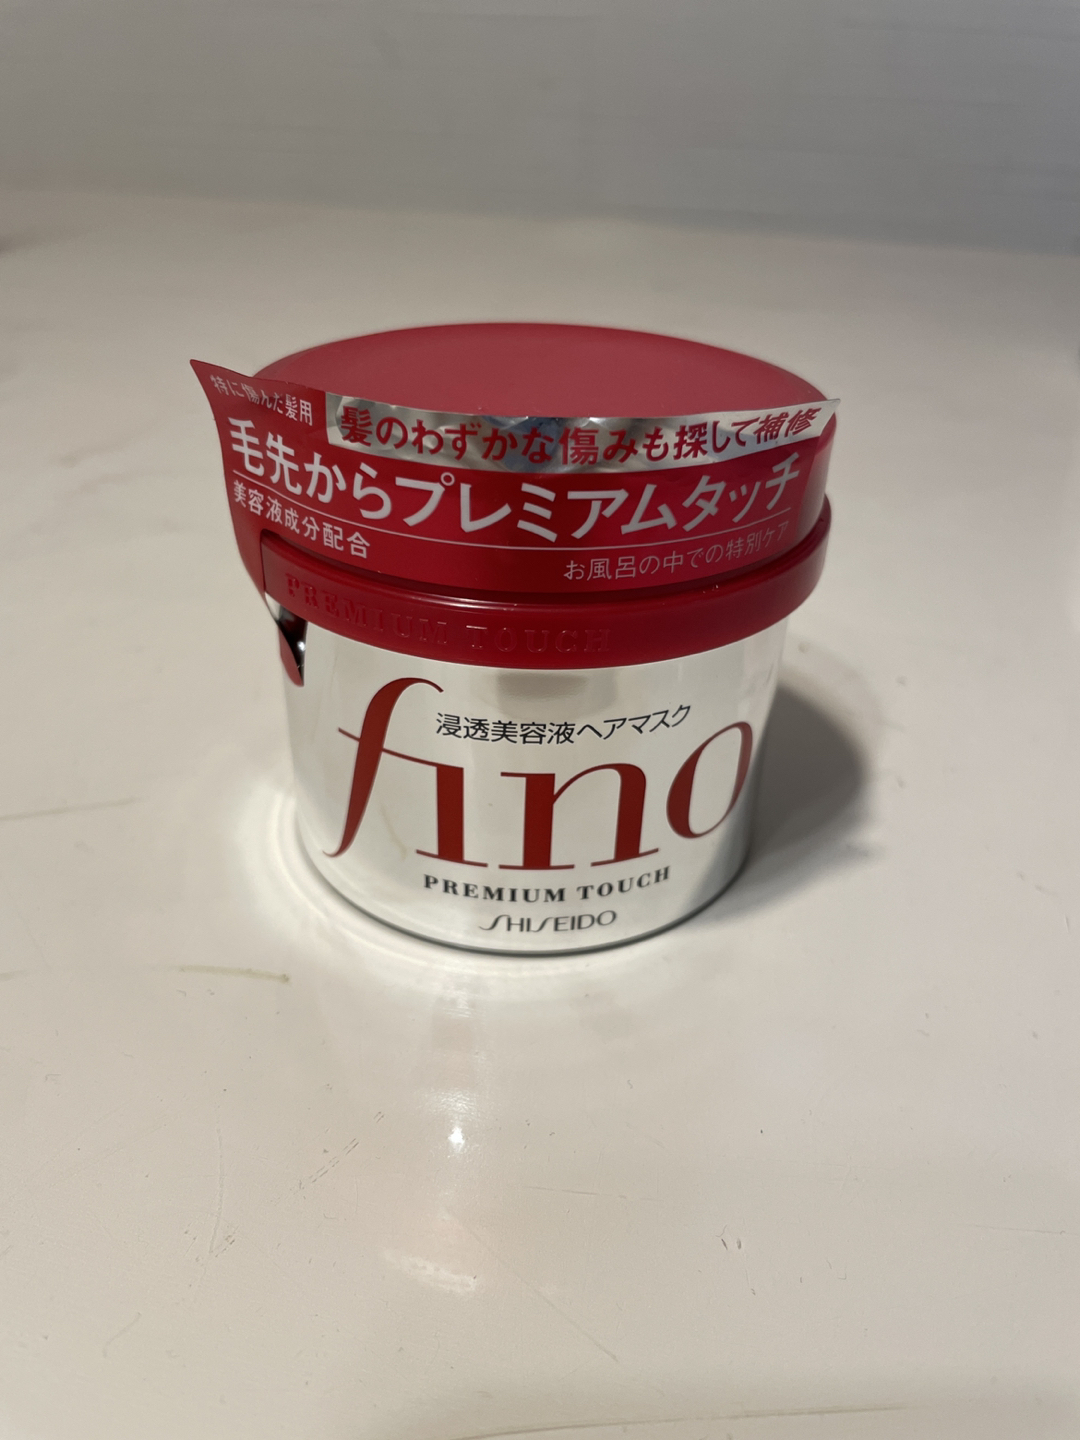 特に傷んだ髪用
髪のわずかな傷みも探して補修
毛先からプレミアムタッチ
美容液成分配合
お風呂の中での特別ケア
PREMIUM TOUCH
浸透美容液ヘアマスク
fino
PREMIUM TOUCH
SHISEIDO